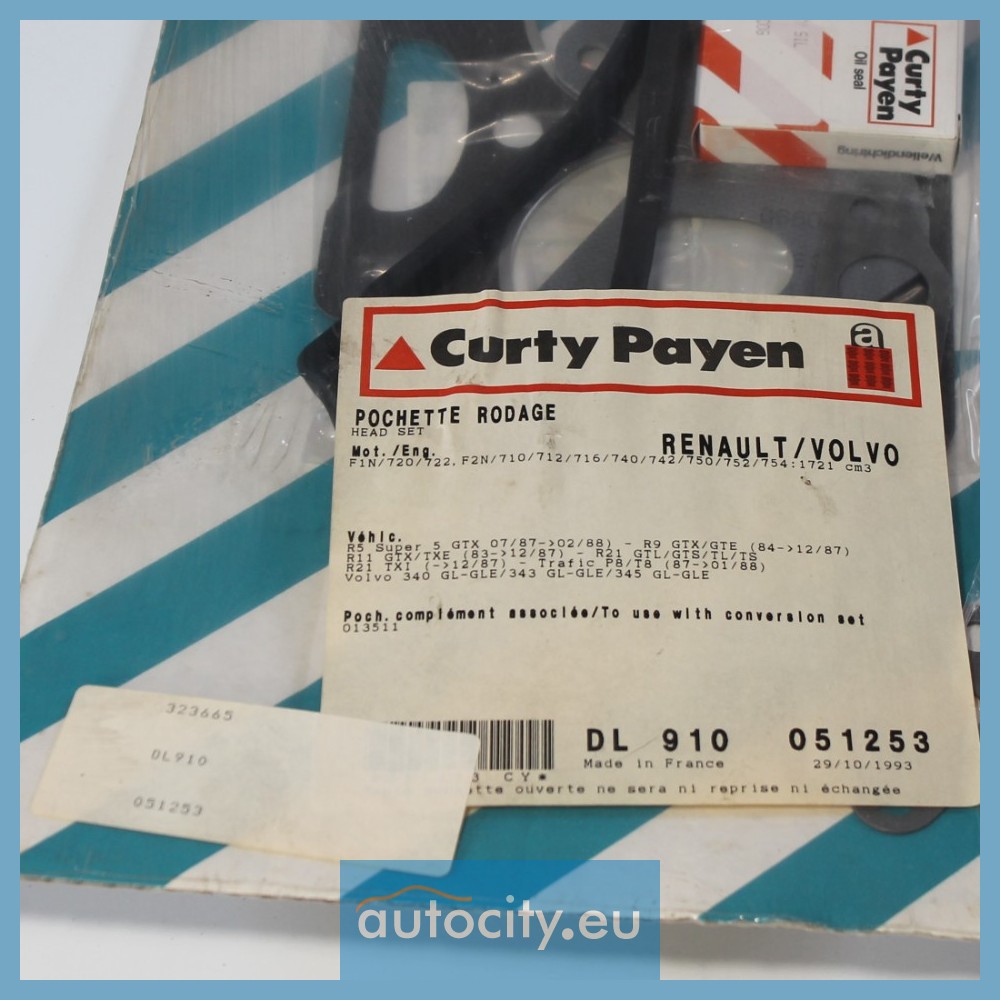 Curty
Payen
Oil seal
Wellendichtring
Curty Payen
a
POCHETTE RODAGE
HEAD SET
RENAULT/VOLVO
Mot./Eng.
F1N/720/722, F2N/710/712/716/740/742/750/752/754:1721 cm3
Véhic.
R5 Super 5 GTX 07/87->02/88) - R9 GTX/GTE (84->12/87)
R11 GTX/TXE (83->12/87) - R21 GTL/GTS/TL/TS
R21 TXI (->12/87) - Trafic P8/T8 (87->01/88)
Volvo 340 GL-GLE/343 GL-GLE/345 GL-GLE
Poch.complément associée/To use with conversion set
013511
DL 910 051253
Made in France 29/10/1993
3 CY*
ouverte ne sera ni reprise ni échangée
323665
DL910
051253
autocity.eu